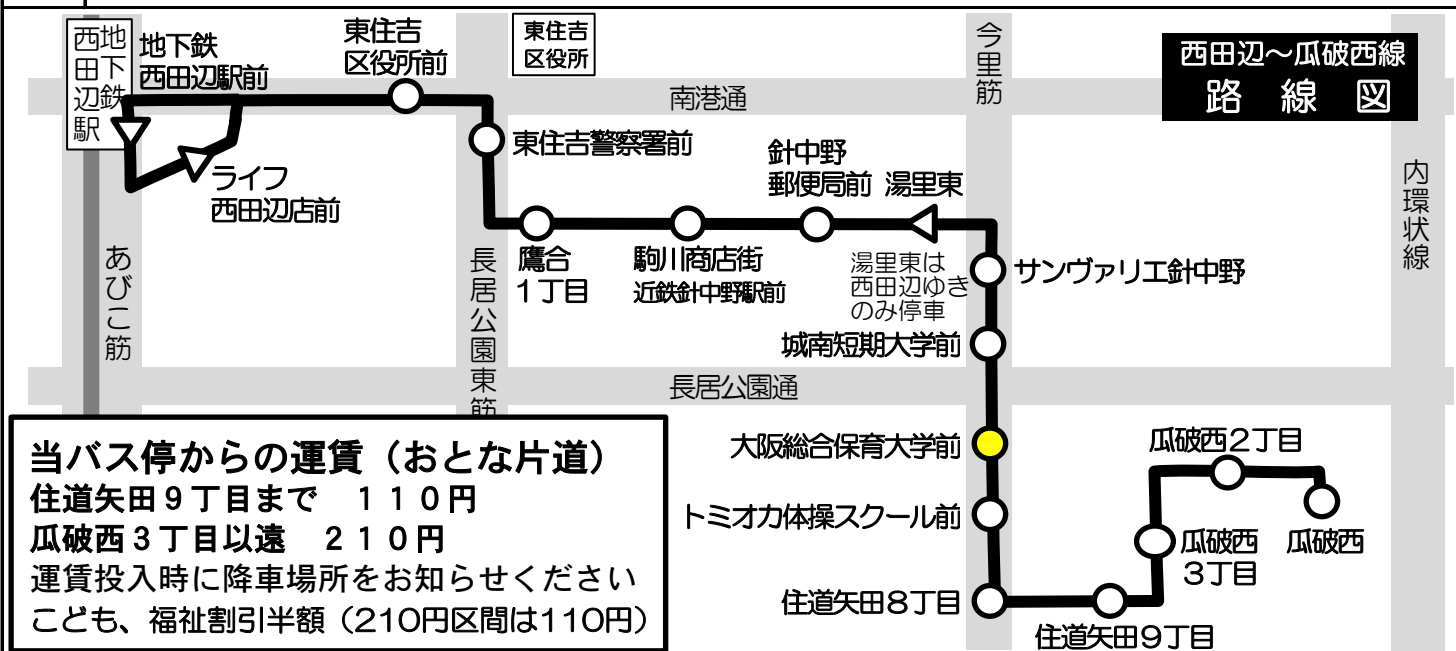 西田辺～瓜破西線
路線図
地下鉄
西田辺駅
地下鉄
西田辺駅前
東住吉
区役所前
東住吉
区役所
南港通
今里筋
内環状線
東住吉警察署前
ライフ
西田辺店前
針中野
郵便局前
湯里東
あびこ筋
長居公園東筋
鷹合
1丁目
駒川商店街
近鉄針中野駅前
湯里東は
西田辺ゆき
のみ停車
サンヴァリエ針中野
城南短期大学前
長居公園通
大阪総合保育大学前
トミオカ体操スクール前
住道矢田8丁目
住道矢田9丁目
瓜破西
3丁目
瓜破西2丁目
瓜破西
当バス停からの運賃（おとな片道）
住道矢田９丁目まで　１１０円
瓜破西３丁目以遠　２１０円
運賃投入時に降車場所をお知らせください
こども、福祉割引半額（210円区間は110円）